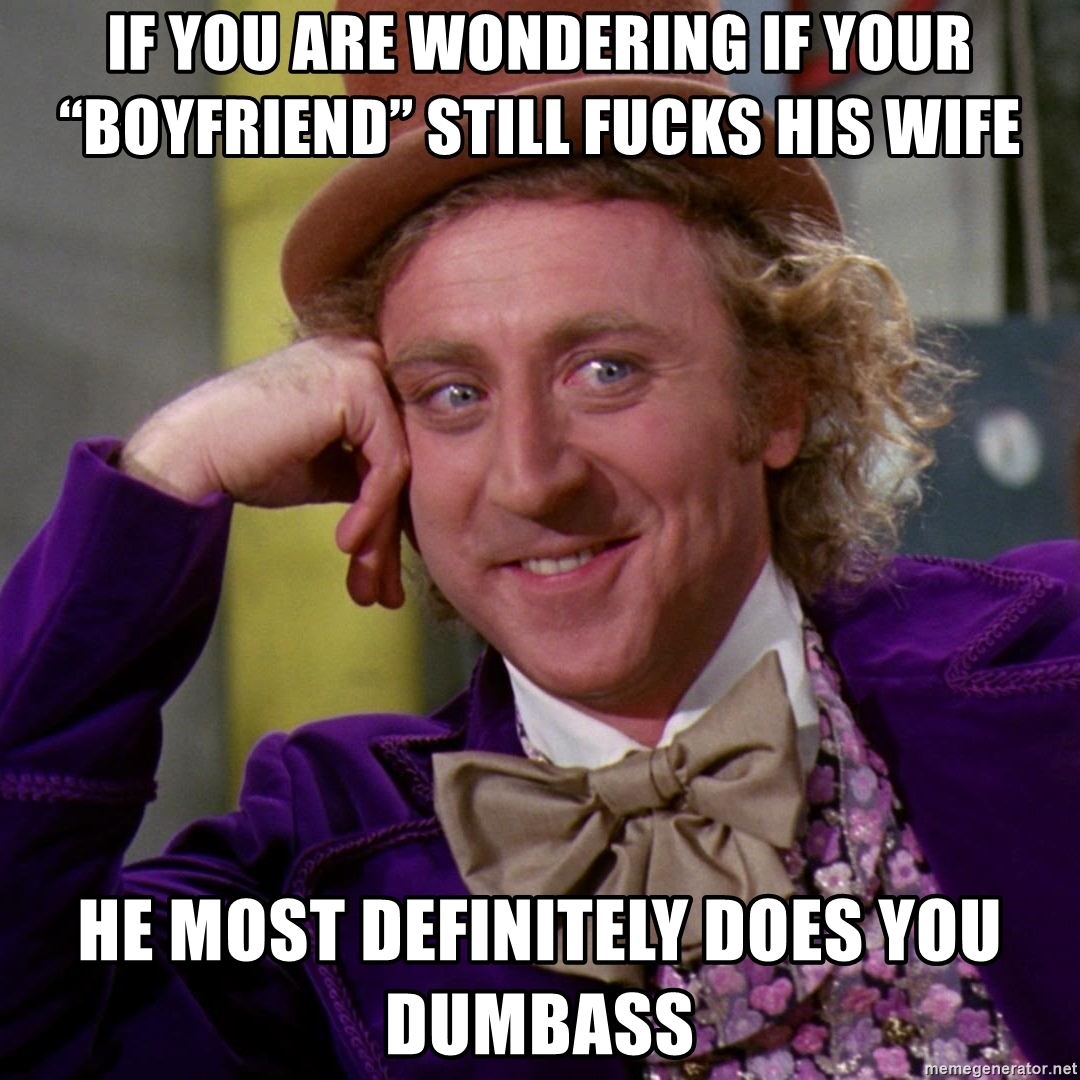 IF YOU ARE WONDERING IF YOUR
“BOYFRIEND” STILL FUCKS HIS WIFE
HE MOST DEFINITELY DOES YOU
DUMBASS
memegenerator.net